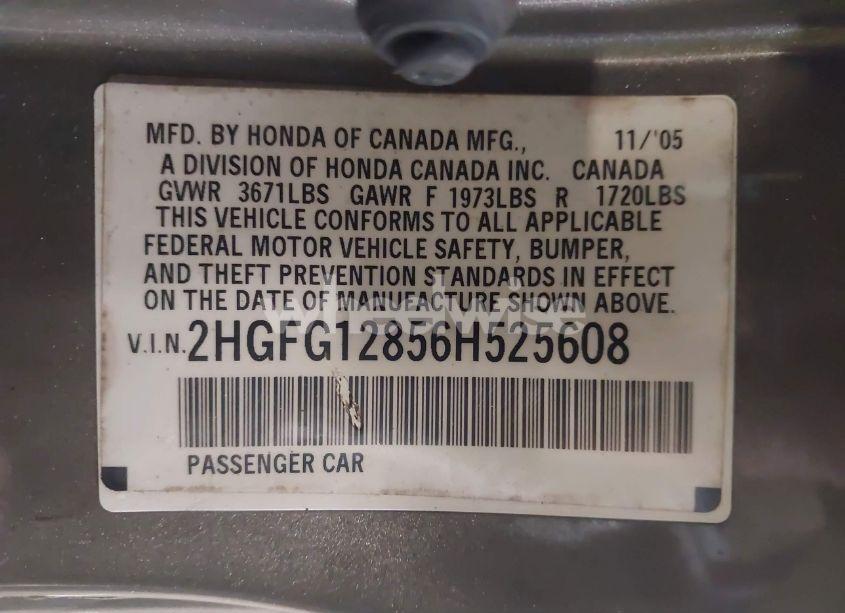 MFD. BY HONDA OF CANADA MFG., 11/'05
A DIVISION OF HONDA CANADA INC. CANADA
GVWR 3671LBS GAWR F 1973LBS R 1720LBS
THIS VEHICLE CONFORMS TO ALL APPLICABLE
FEDERAL MOTOR VEHICLE SAFETY, BUMPER,
AND THEFT PREVENTION STANDARDS IN EFFECT
ON THE DATE OF MANUFACTURE SHOWN ABOVE.
V.I.N. 2HGFG12856H525608
PASSENGER CAR